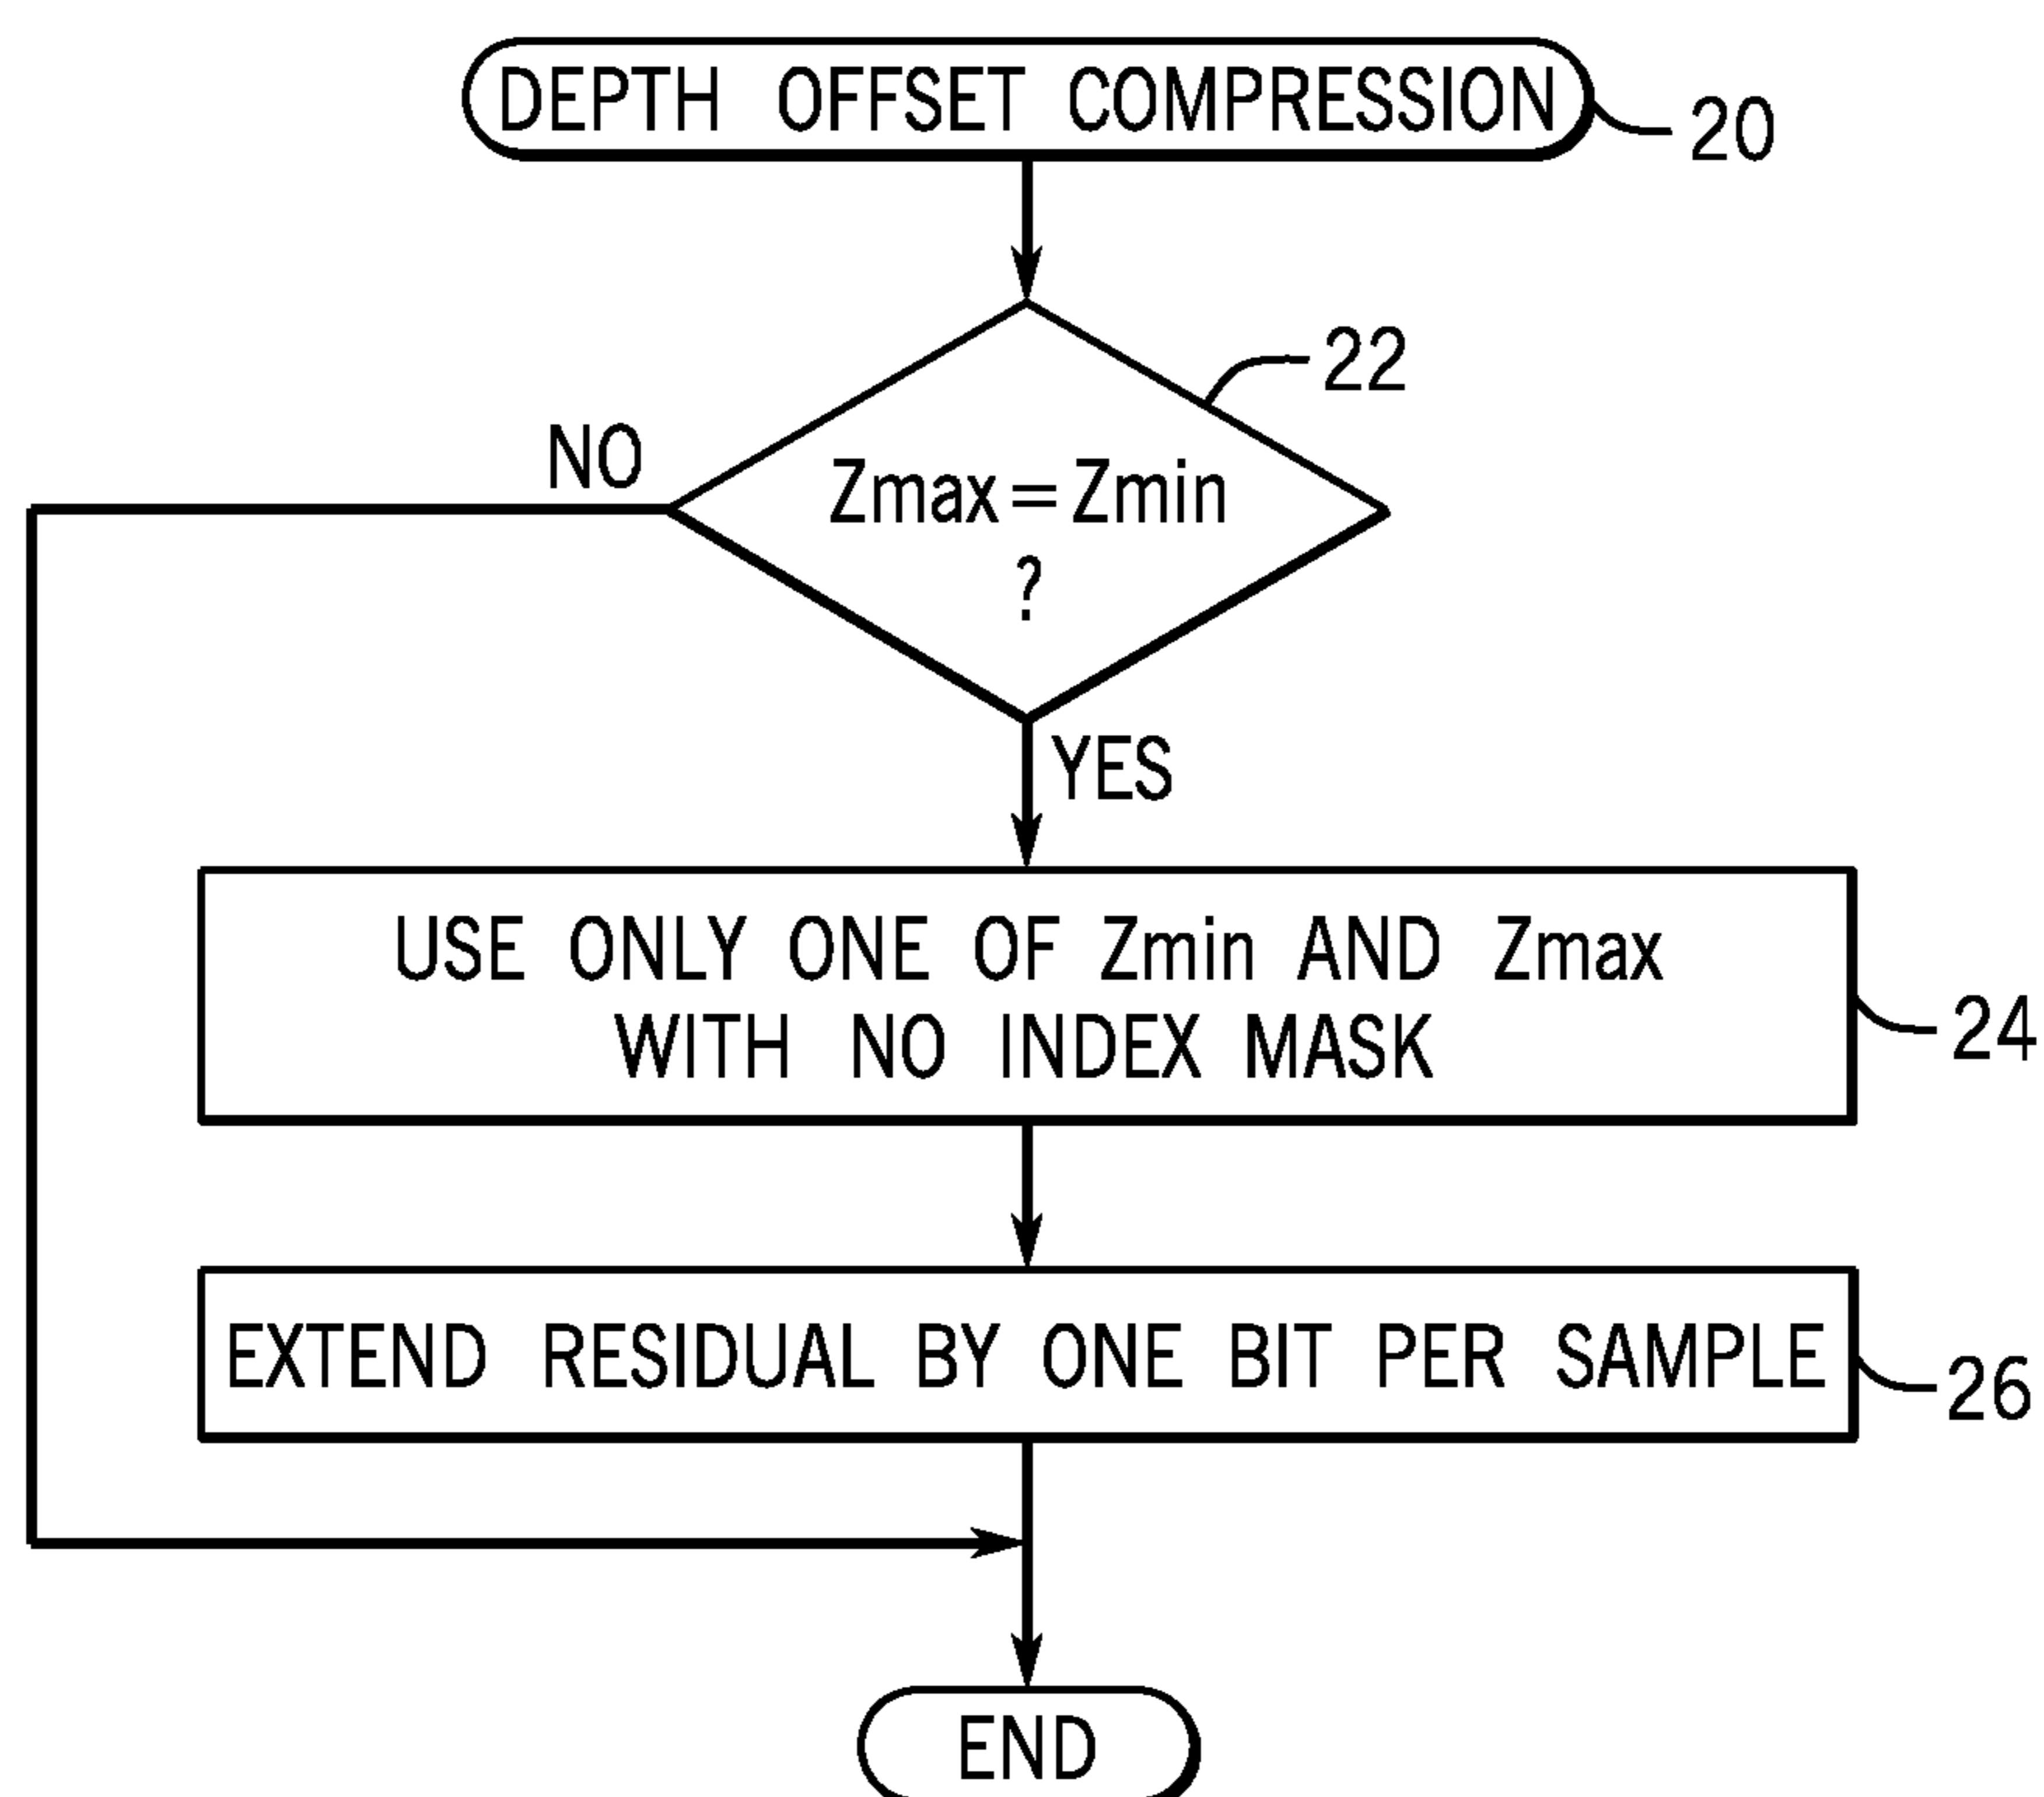 DEPTH OFFSET COMPRESSION
20
22
NO
Zmax=Zmin
?
YES
USE ONLY ONE OF Zmin AND Zmax
WITH NO INDEX MASK
24
EXTEND RESIDUAL BY ONE BIT PER SAMPLE
26
END